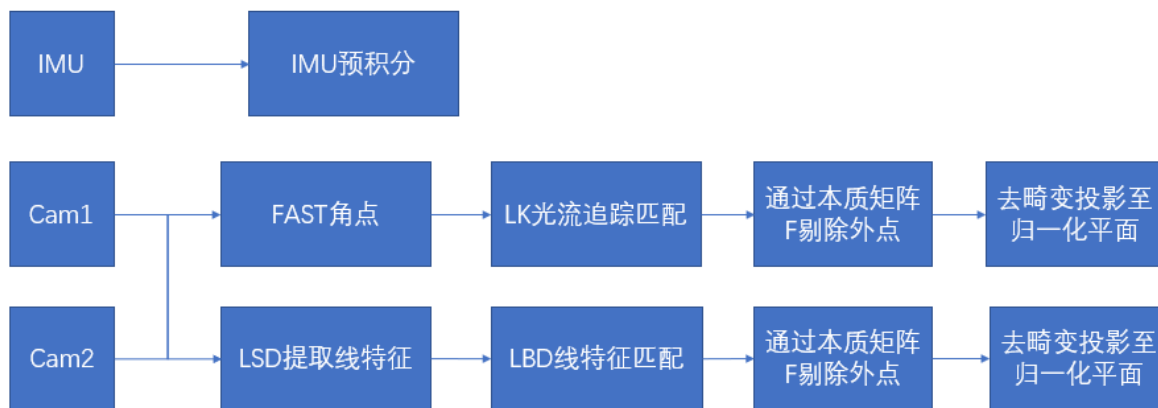 IMU
IMU预积分
Cam1
FAST角点
LK光流追踪匹配
通过本质矩阵
F剔除外点
去畸变投影至
归一化平面
Cam2
LSD提取线特征
LBD线特征匹配
通过本质矩阵
F剔除外点
去畸变投影至
归一化平面